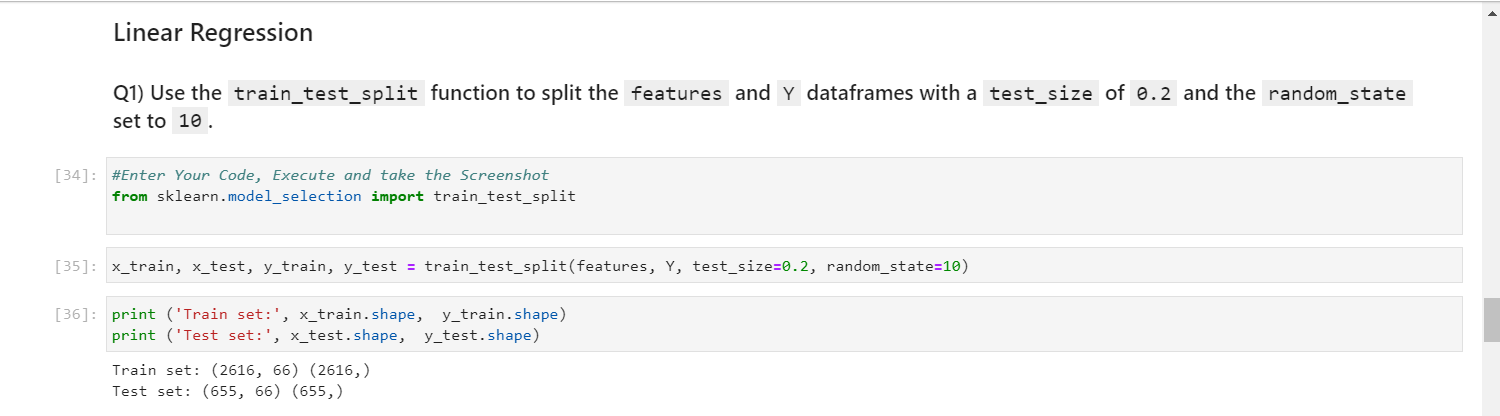 Linear Regression
Q1) Use the train_test_split function to split the features and Y dataframes with a test_size of 0.2 and the random_state
set to 10.
[34]: #Enter Your Code, Execute and take the Screenshot
from sklearn.model_selection import train_test_split
[35]: x_train, x_test, y_train, y_test = train_test_split(features, Y, test_size=0.2, random_state=10)
[36]: print ('Train set:', x_train.shape,  y_train.shape)
print ('Test set:', x_test.shape,  y_test.shape)
Train set: (2616, 66) (2616,)
Test set: (655, 66) (655,)